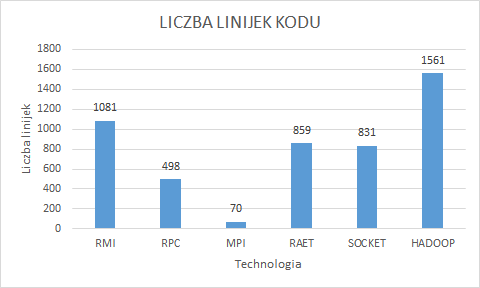 LICZBA LINIJEK KODU
Liczba linijek
1800
1600
1400
1200
1000
800
600
400
200
0
1081
498
70
859
831
1561
RMI
RPC
MPI
RAET
SOCKET
HADOOP
Technologia